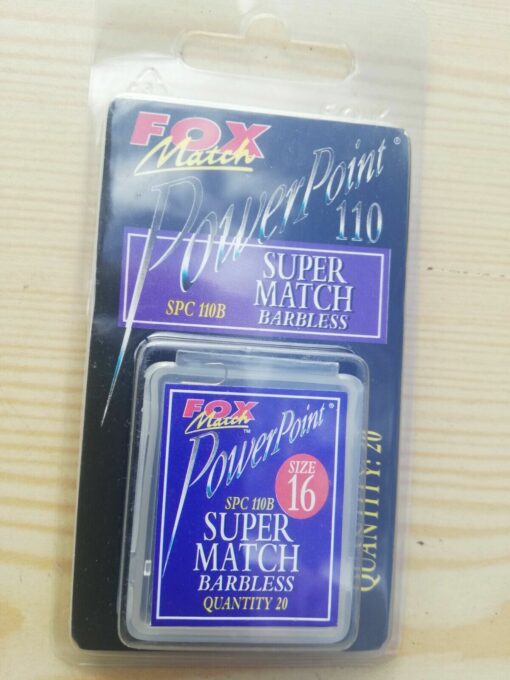 FOX
Match
PowerPoint®
110
SUPER
MATCH
SPC 110B BARBLESS
QUANTITY: 20
FOX
Match™
PowerPoint®
SIZE
16
SPC 110B
SUPER
MATCH
BARBLESS
QUANTITY 20